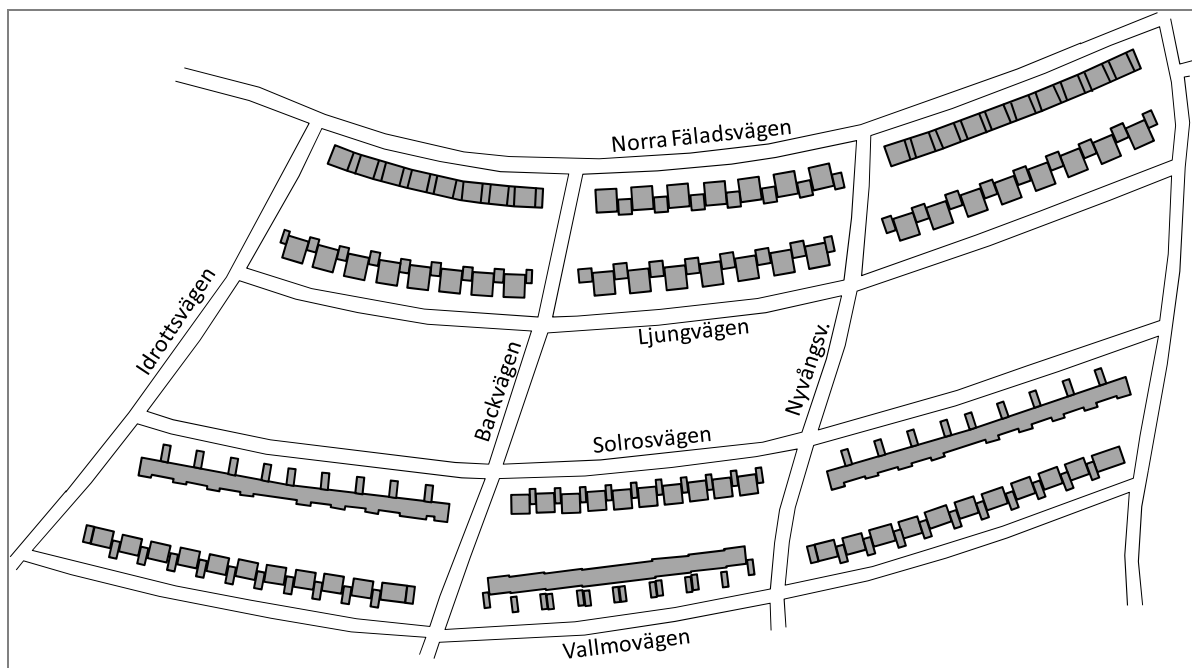 Norra Fäladsvägen
Idrottsvägen
Ljungvägen
Backvägen
Nyvångsv.
Solrosvägen
Vallmovägen